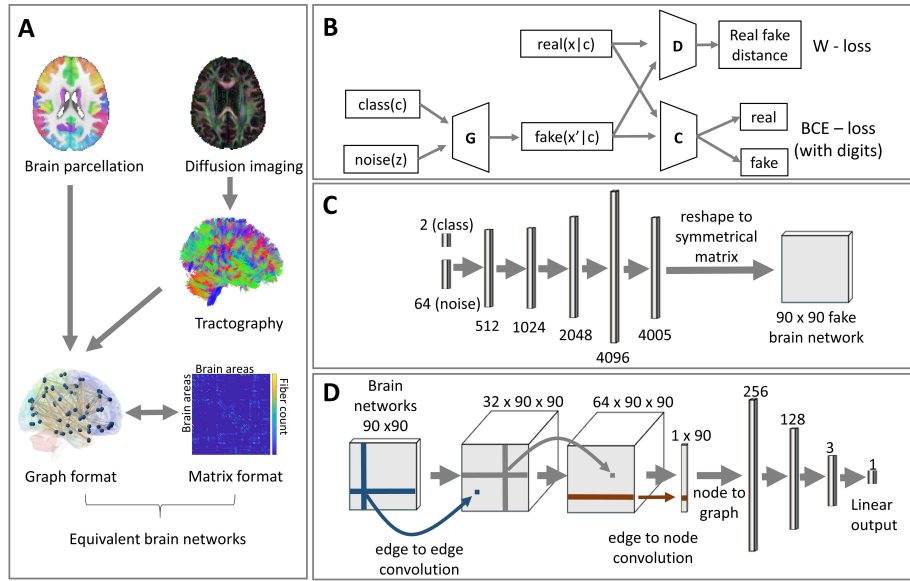 A
Brain parcellation
Diffusion imaging
Tractography
Brain areas
Brain areas
Fiber count
Graph format
Matrix format
Equivalent brain networks
B
real(x|c)
D
Real fake
distance
W - loss
class(c)
noise(z)
G
fake(x′|c)
C
real
fake
BCE – loss
(with digits)
C
2 (class)
64 (noise)
512
1024
2048
4096
4005
reshape to
symmetrical
matrix
90 x 90 fake
brain network
D
Brain
networks
90 x90
32 x 90 x 90
64 x 90 x 90
1 x 90
256
128
3
1
edge to edge
convolution
edge to node
convolution
node to
graph
Linear
output